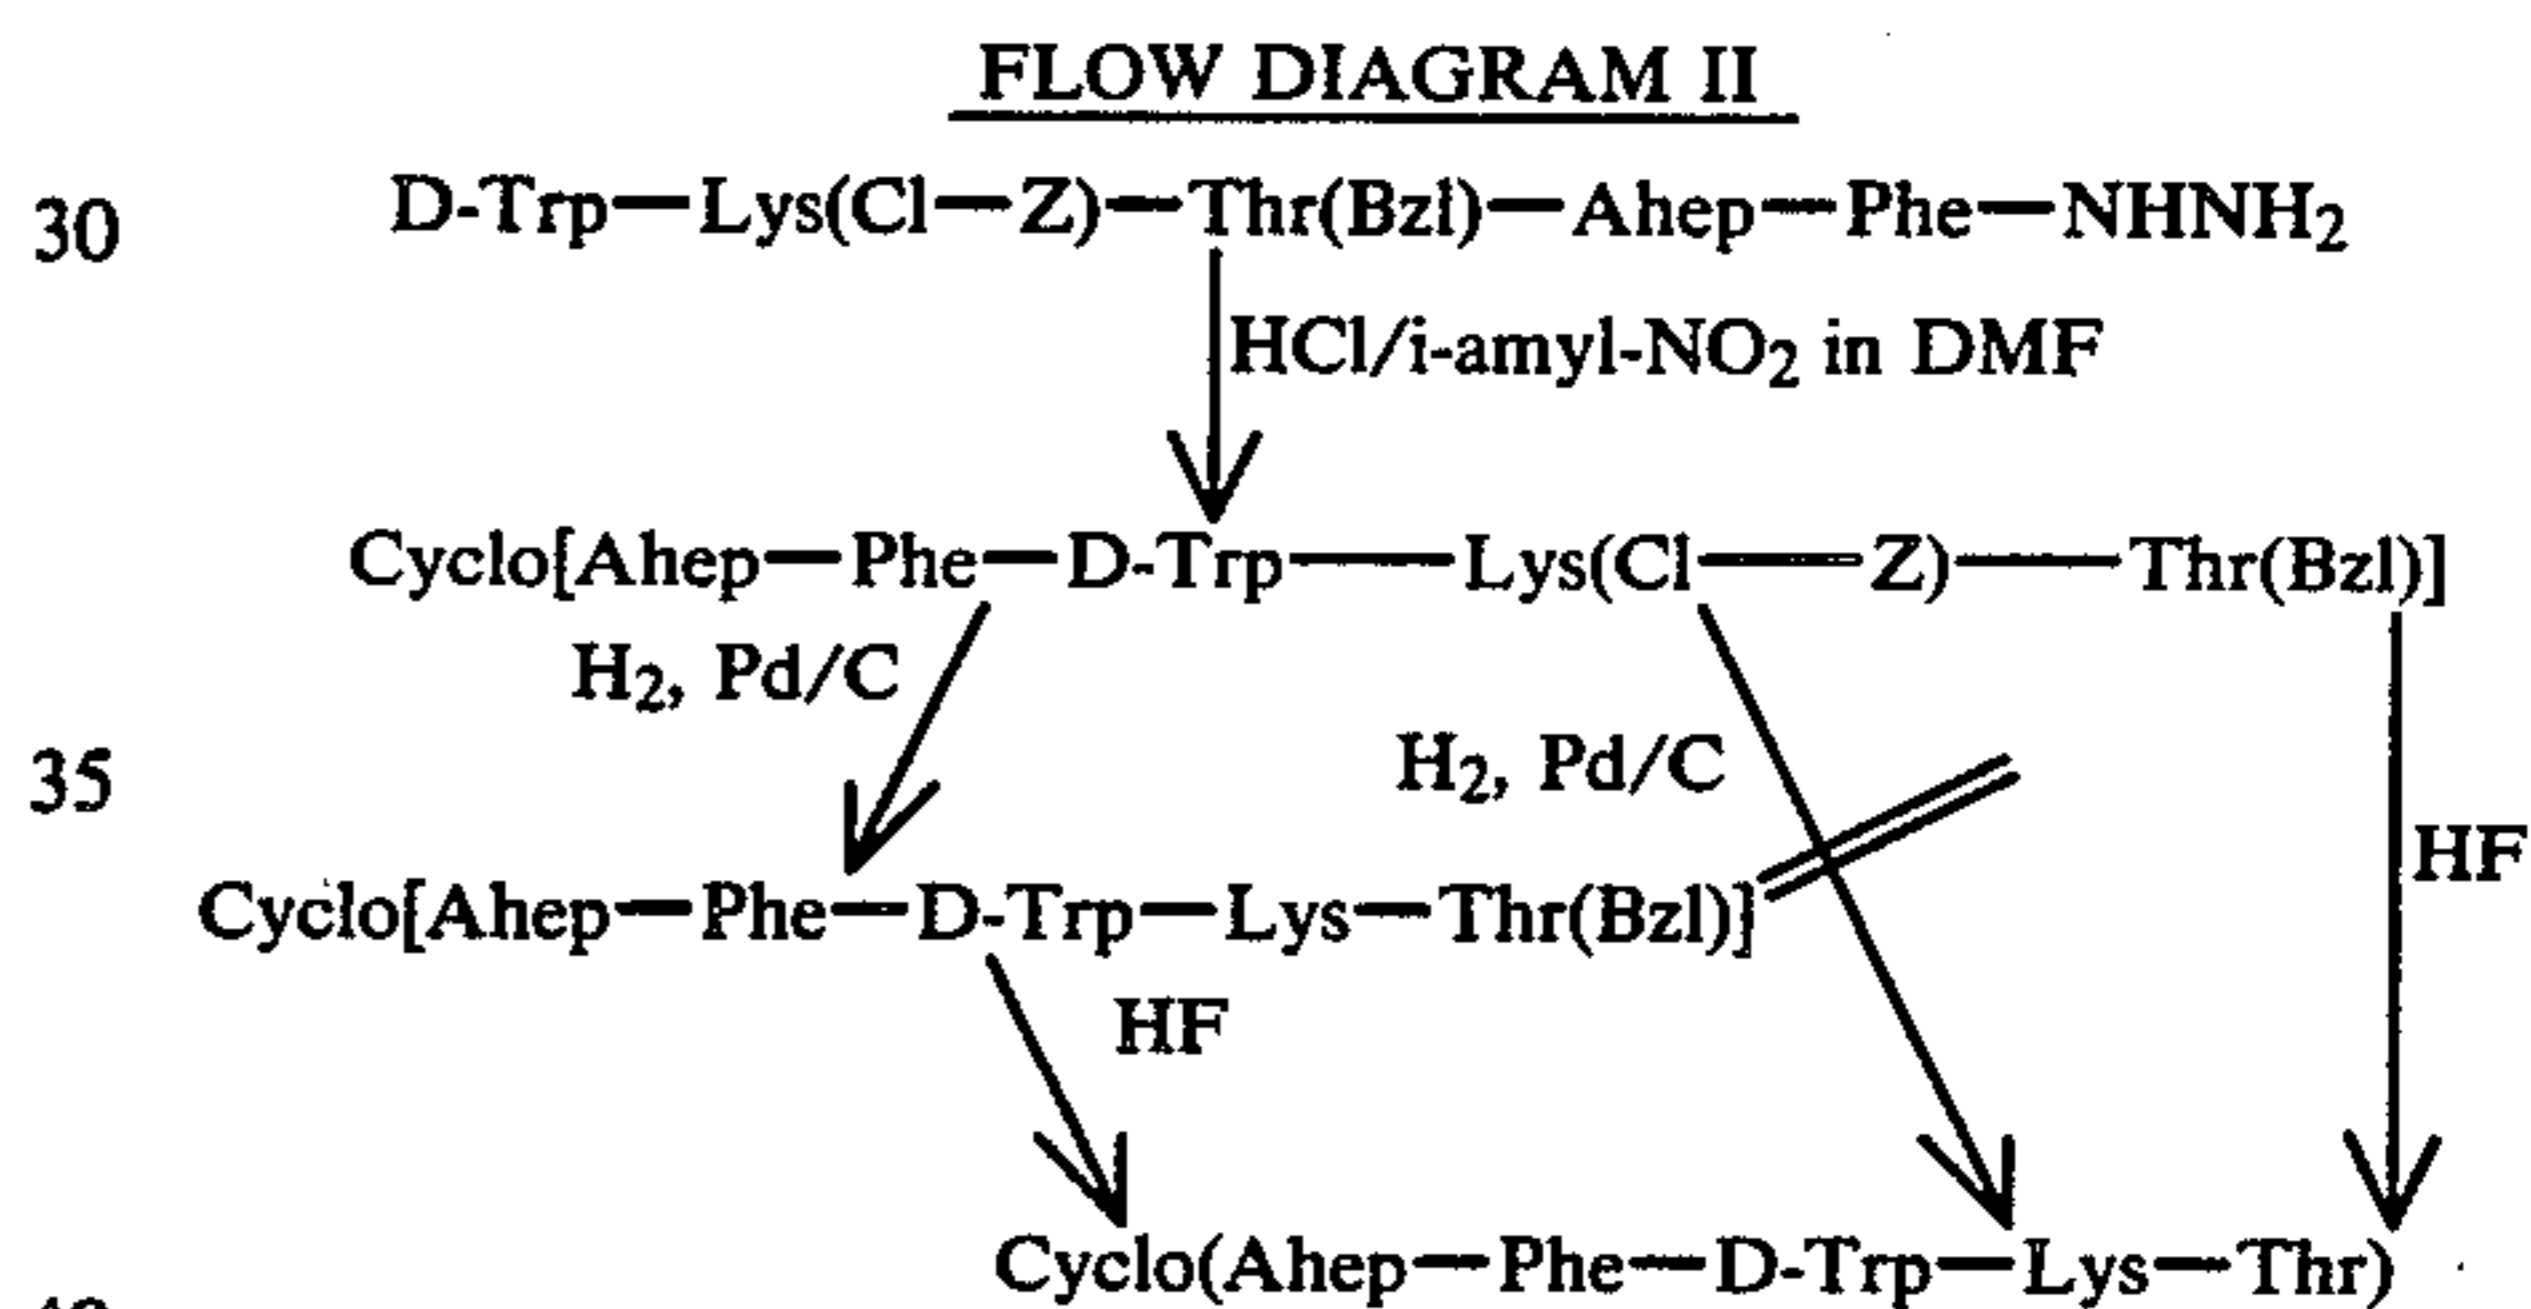 FLOW DIAGRAM II
30 D-Trp—Lys(Cl—Z)—Thr(Bzl)—Ahep—Phe—NHNH2
HCl/i-amyl-NO2 in DMF
Cyclo[Ahep—Phe—D-Trp—Lys(Cl—Z)—Thr(Bzl)]
H2, Pd/C
H2, Pd/C
35
HF
Cyclo[Ahep—Phe—D-Trp—Lys—Thr(Bzl)]
HF
Cyclo(Ahep—Phe—D-Trp—Lys—Thr)